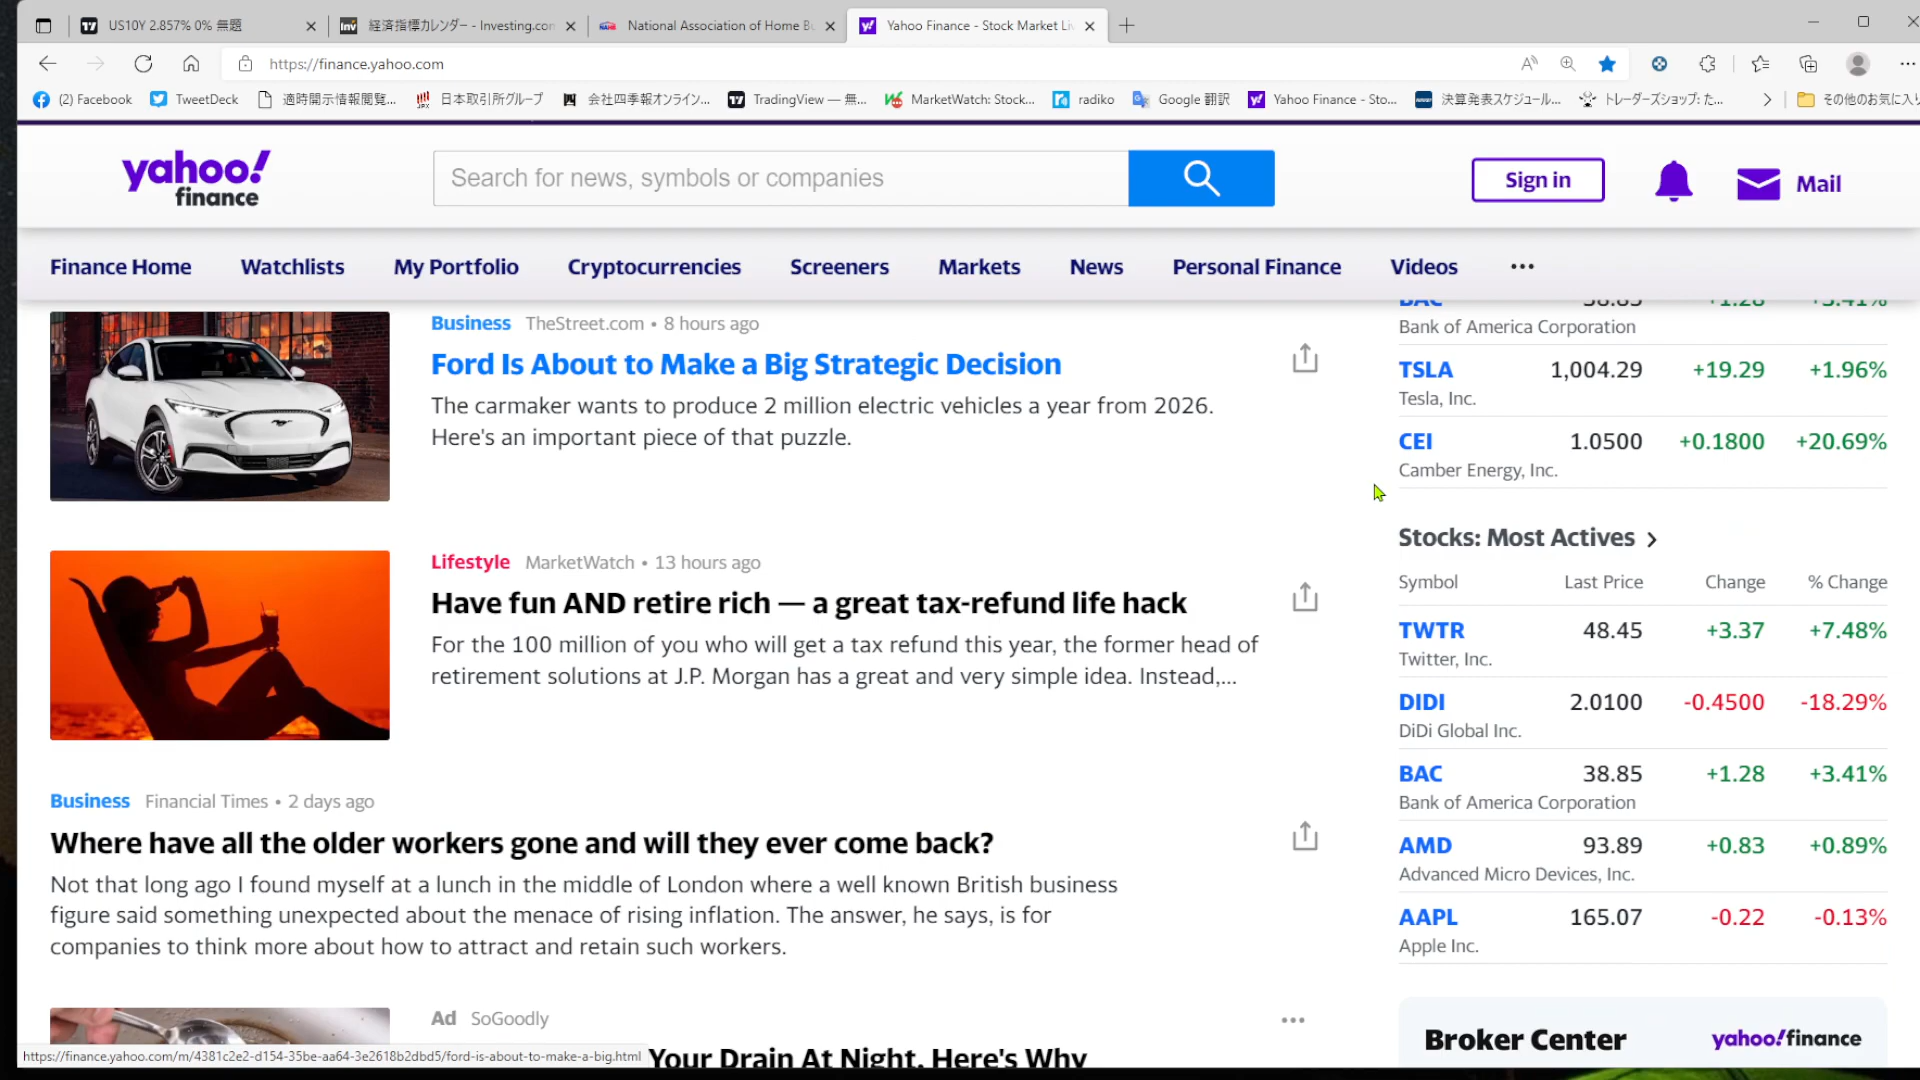 US10Y 2.857% 0% 無題
経済指標カレンダー - Investing.com
National Association of Home Bu
Yahoo Finance - Stock Market Liv
https://finance.yahoo.com
(2) Facebook
TweetDeck
適時開示情報閲覧...
日本取引所グループ
会社四季報オンライン...
TradingView — 無...
MarketWatch: Stock...
radiko
Google 翻訳
Yahoo Finance - Sto...
決算発表スケジュール...
トレーダーズショップ: た...
その他のお気に入り
yahoo!
finance
Search for news, symbols or companies
Sign in
Mail
Finance Home
Watchlists
My Portfolio
Cryptocurrencies
Screeners
Markets
News
Personal Finance
Videos
Business TheStreet.com • 8 hours ago
Ford Is About to Make a Big Strategic Decision
The carmaker wants to produce 2 million electric vehicles a year from 2026.
Here's an important piece of that puzzle.
Lifestyle MarketWatch • 13 hours ago
Have fun AND retire rich — a great tax-refund life hack
For the 100 million of you who will get a tax refund this year, the former head of
retirement solutions at J.P. Morgan has a great and very simple idea. Instead,...
Business Financial Times • 2 days ago
Where have all the older workers gone and will they ever come back?
Not that long ago I found myself at a lunch in the middle of London where a well known British business
figure said something unexpected about the menace of rising inflation. The answer, he says, is for
companies to think more about how to attract and retain such workers.
Ad SoGoodly
Your Drain At Night. Here's Why
https://finance.yahoo.com/m/4381c2e2-d154-35be-aa64-3e2618b2dbd5/ford-is-about-to-make-a-big.html
BAC 38.85 +1.28 +3.41%
Bank of America Corporation
TSLA 1,004.29 +19.29 +1.96%
Tesla, Inc.
CEI 1.0500 +0.1800 +20.69%
Camber Energy, Inc.
Stocks: Most Actives
Symbol Last Price Change % Change
TWTR 48.45 +3.37 +7.48%
Twitter, Inc.
DIDI 2.0100 -0.4500 -18.29%
DiDi Global Inc.
BAC 38.85 +1.28 +3.41%
Bank of America Corporation
AMD 93.89 +0.83 +0.89%
Advanced Micro Devices, Inc.
AAPL 165.07 -0.22 -0.13%
Apple Inc.
Broker Center
yahoo!finance